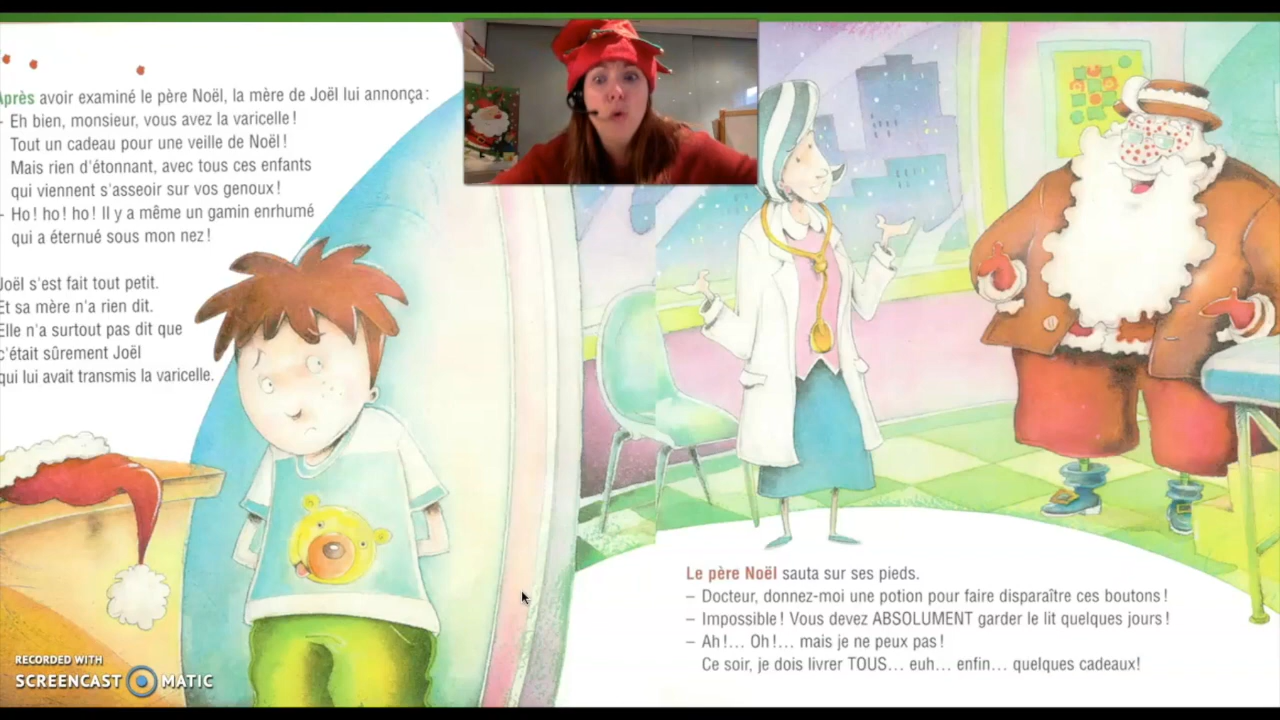 Après avoir examiné le père Noël, la mère de Joël lui annonça :
- Eh bien, monsieur, vous avez la varicelle !
Tout un cadeau pour une veille de Noël !
Mais rien d'étonnant, avec tous ces enfants
qui viennent s'asseoir sur vos genoux !
- Ho ! ho ! ho ! Il y a même un gamin enrhumé
qui a éternué sous mon nez !
Joël s'est fait tout petit.
Et sa mère n'a rien dit.
Elle n'a surtout pas dit que
c'était sûrement Joël
qui lui avait transmis la varicelle.
Le père Noël sauta sur ses pieds.
– Docteur, donnez-moi une potion pour faire disparaître ces boutons !
– Impossible ! Vous devez ABSOLUMENT garder le lit quelques jours !
– Ah !... Oh !... mais je ne peux pas !
Ce soir, je dois livrer TOUS... euh... enfin... quelques cadeaux!
RECORDED WITH
SCREENCAST MATIC